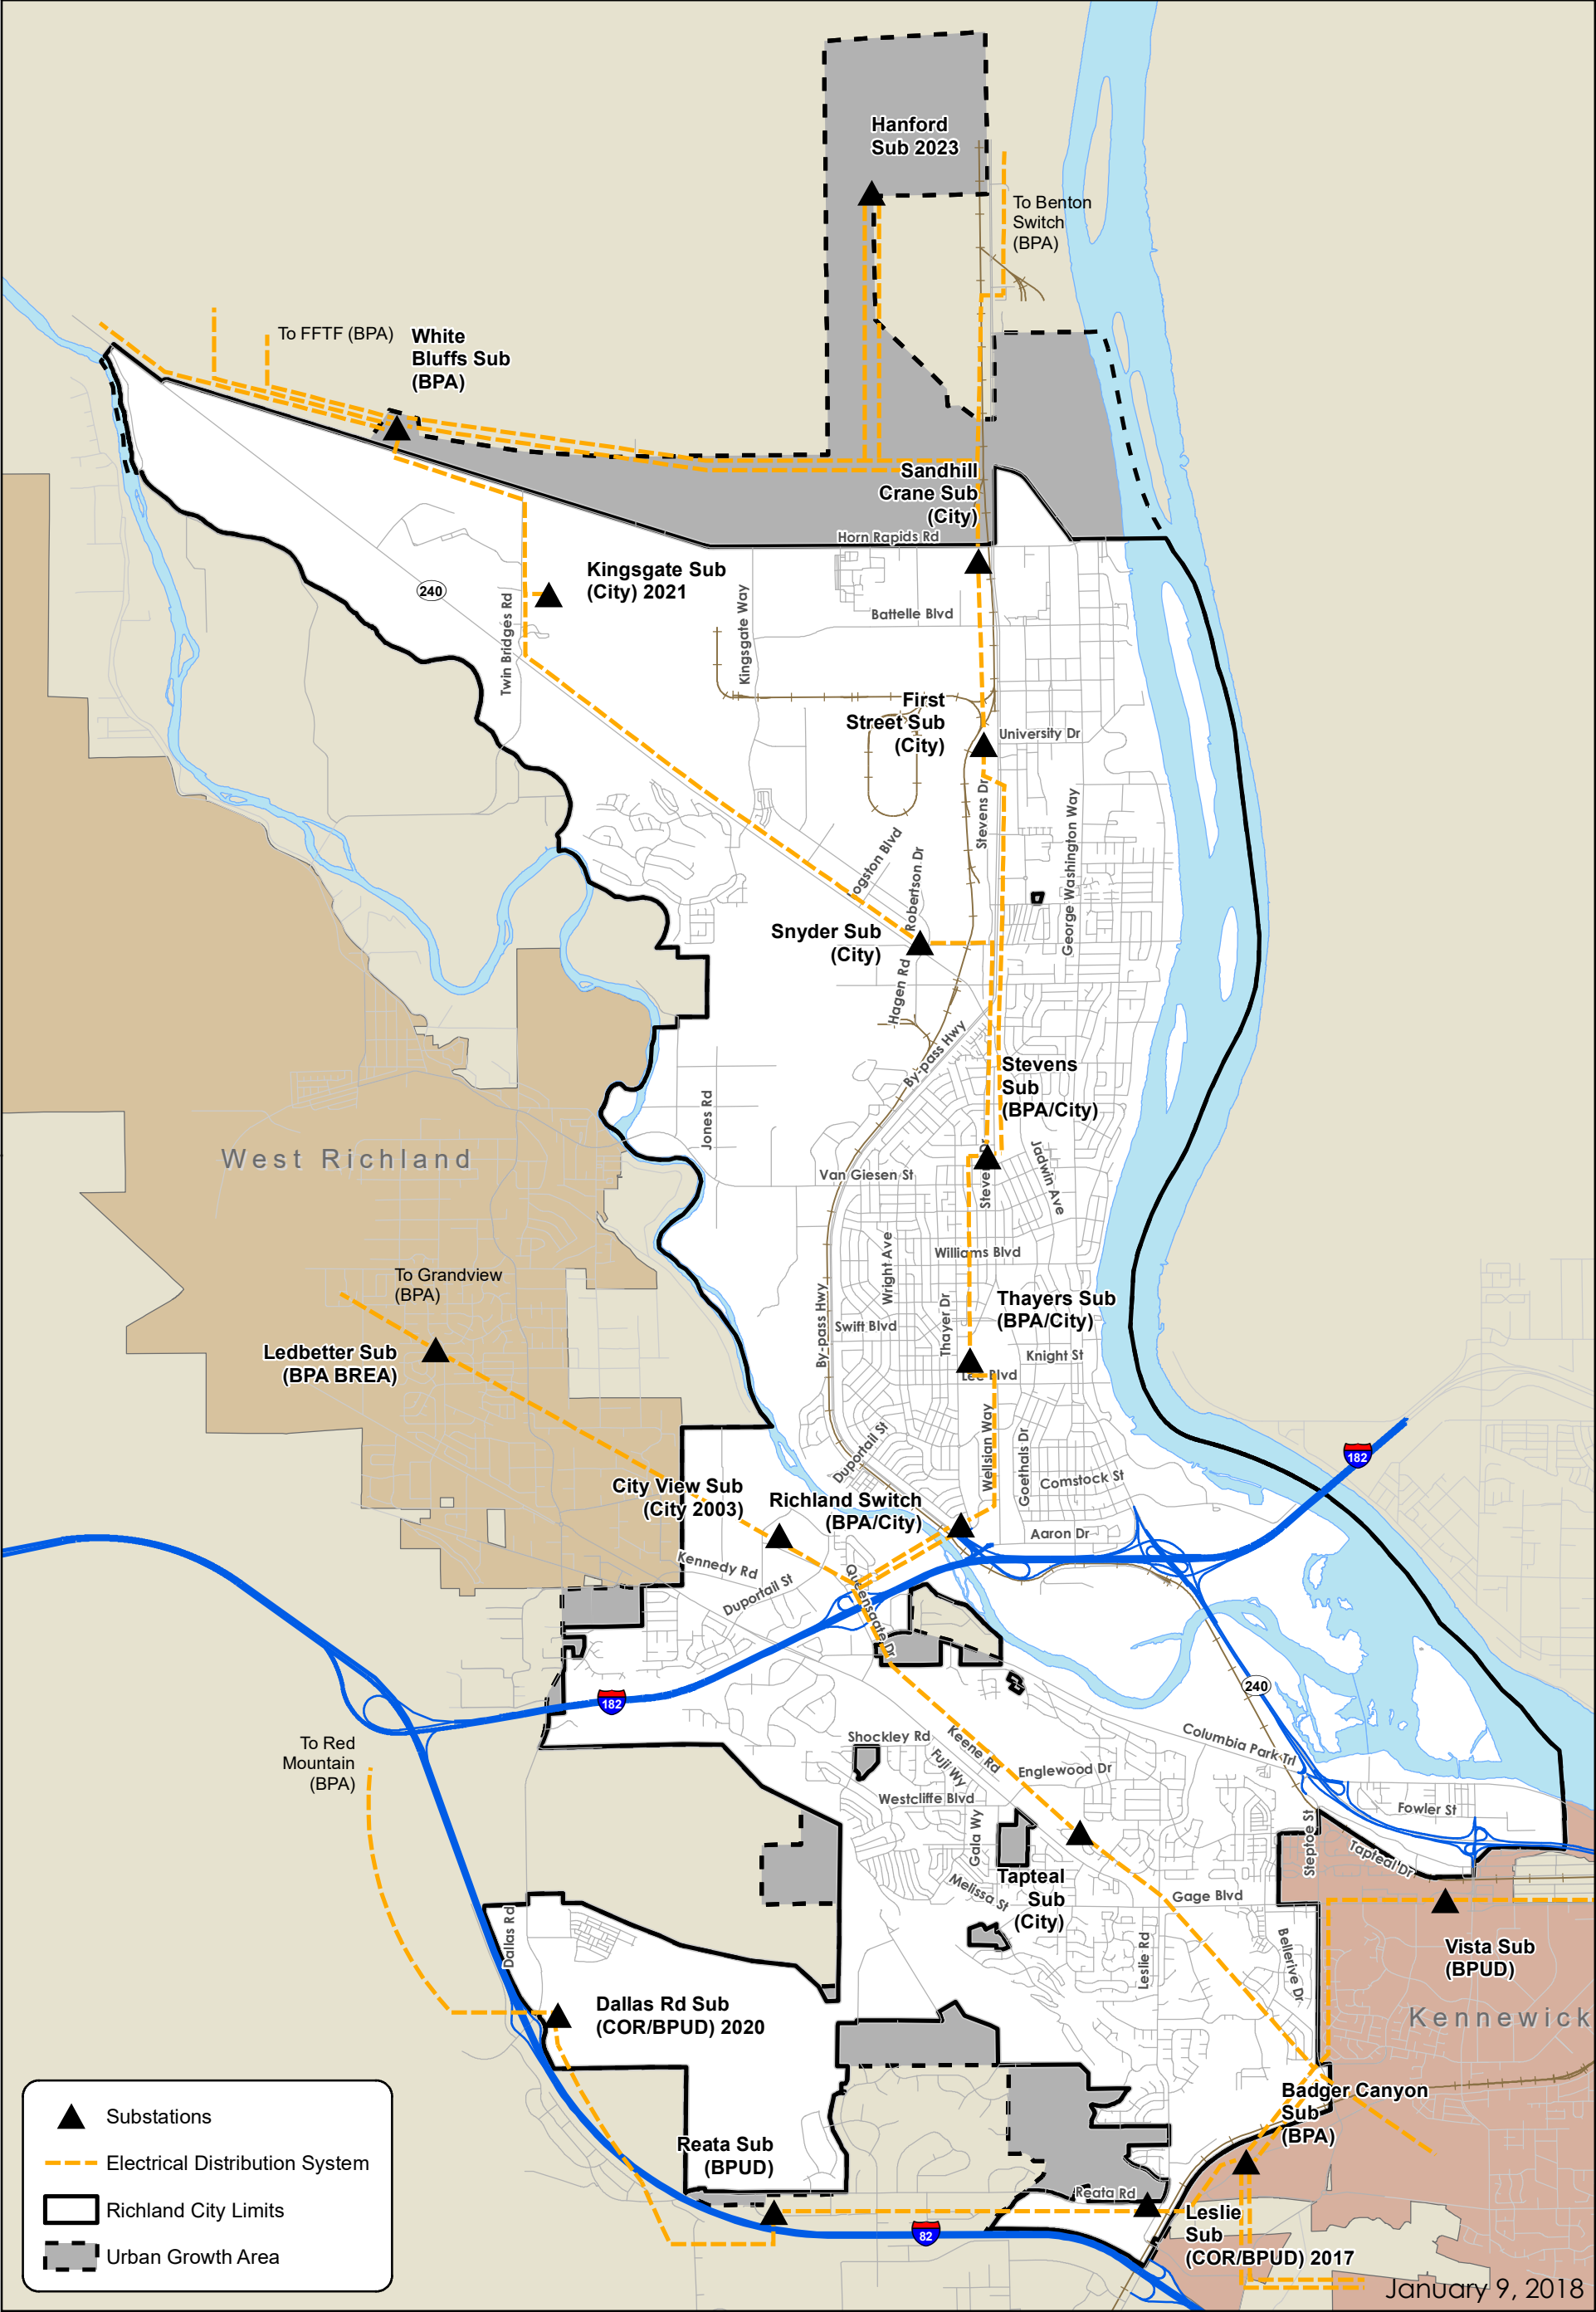 Hanford
Sub 2023
To Benton
Switch
(BPA)
To FFTF (BPA)
White
Bluffs Sub
(BPA)
Sandhill
Crane Sub
(City)
Horn Rapids Rd
Kingsgate Sub
(City) 2021
240
Twin Bridges Rd
Kingsgate Way
Battelle Blvd
First
Street Sub
(City)
University Dr
Stevens Dr
George Washington Way
Robertson Dr
Snyder Sub
(City)
Hagen Rd
By-pass Hwy
Stevens
Sub
(BPA/City)
Jones Rd
West Richland
Van Giesen St
Jadwin Ave
Williams Blvd
Wright Ave
To Grandview
(BPA)
Thayers Sub
(BPA/City)
By-pass Hwy
Swift Blvd
Thayer Dr
Knight St
Ledbetter Sub
(BPA BREA)
Lee Blvd
Duportail St
Wellsian Way
Goethals Dr
Comstock St
182
City View Sub
(City 2003)
Richland Switch
(BPA/City)
Aaron Dr
Kennedy Rd
Duportail St
Queensgate Dr
182
240
To Red
Mountain
(BPA)
Shockley Rd
Keene Rd
Fuji Wy
Englewood Dr
Columbia Park Trl
Westcliffe Blvd
Gala Wy
Fowler St
Steptoe St
Tapteal Dr
Tapteal
Sub
(City)
Melissa St
Gage Blvd
Dallas Rd
Leslie Rd
Bellerive Dr
Vista Sub
(BPUD)
Kennewick
Dallas Rd Sub
(COR/BPUD) 2020
Badger Canyon
Sub
(BPA)
Reata Sub
(BPUD)
Reata Rd
Leslie
Sub
(COR/BPUD) 2017
82
Substations
Electrical Distribution System
Richland City Limits
Urban Growth Area
January 9, 2018